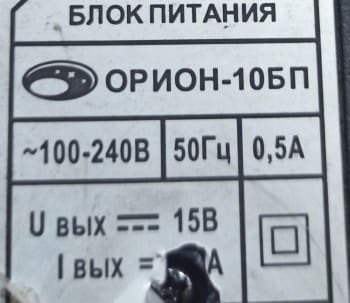 БЛОК ПИТАНИЯ
ОРИОН-10БП
~100-240В 50Гц 0,5А
U вых 15В
I вых = А